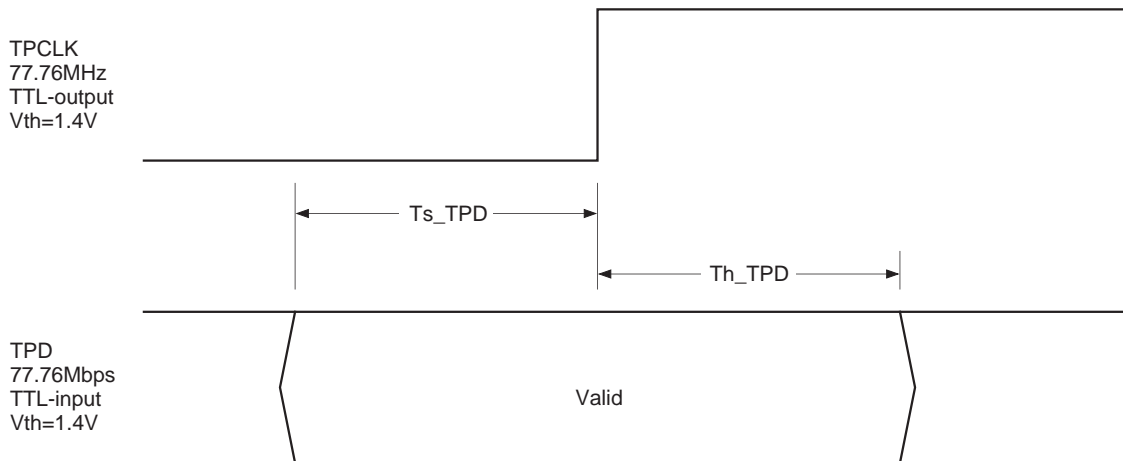 TPCLK
77.76MHz
TTL-output
Vth=1.4V
Ts_TPD
Th_TPD
TPD
77.76Mbps
TTL-input
Vth=1.4V
Valid